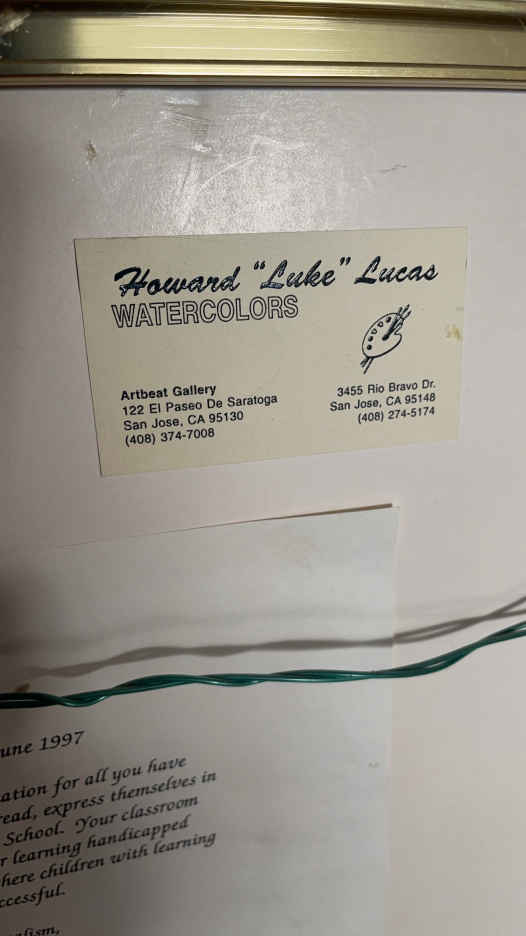 Howard "Luke" Lucas
WATERCOLORS
Artbeat Gallery
122 El Paseo De Saratoga
San Jose, CA 95130
(408) 374-7008
3455 Rio Bravo Dr.
San Jose, CA 95148
(408) 274-5174
une 1997
ation for all you have
read, express themselves in
School. Your classroom
r learning handicapped
here children with learning
ccessful.
alism,